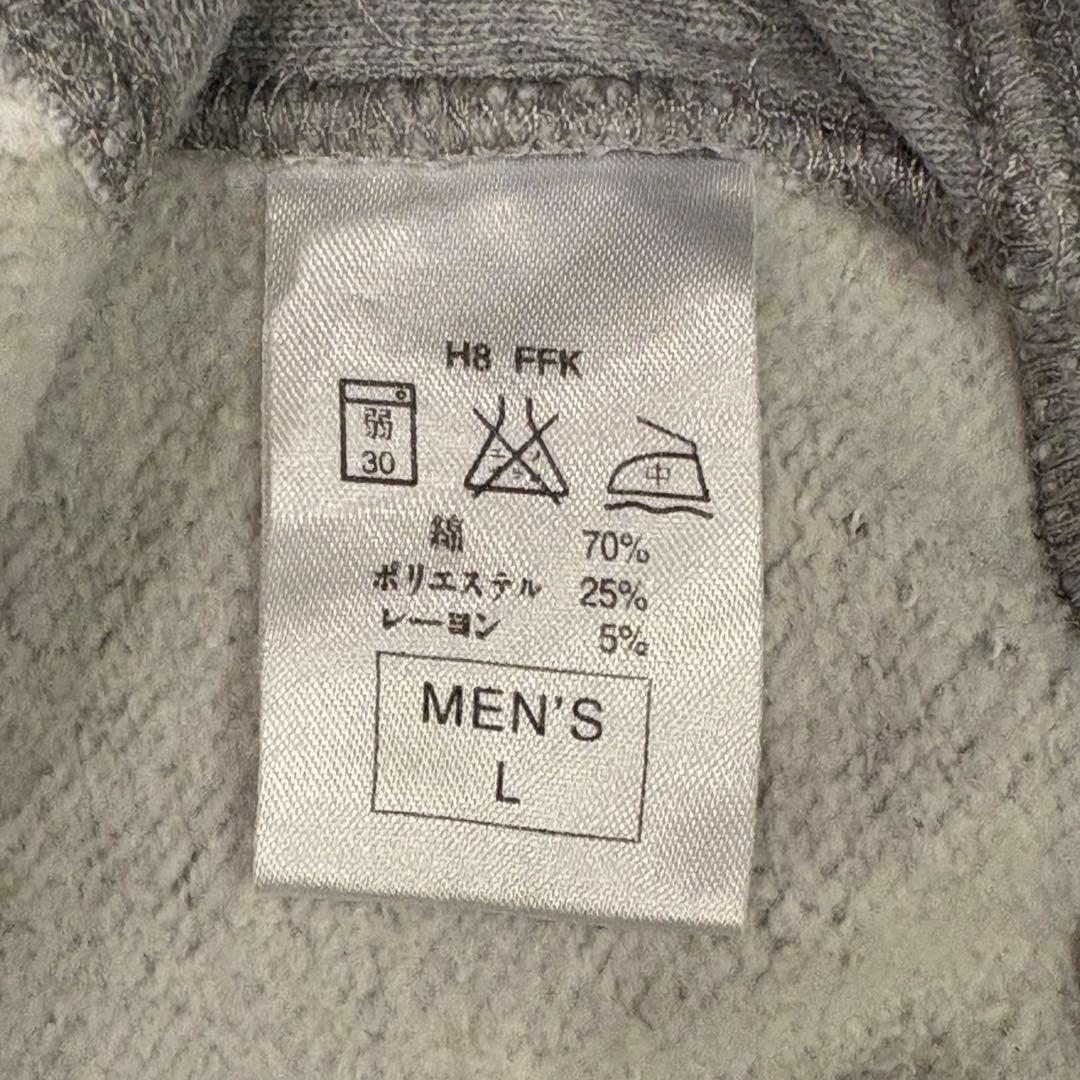 H8 FFK
弱
30
中
綿 70%
ポリエステル 25%
レーヨン 5%
MEN'S
L